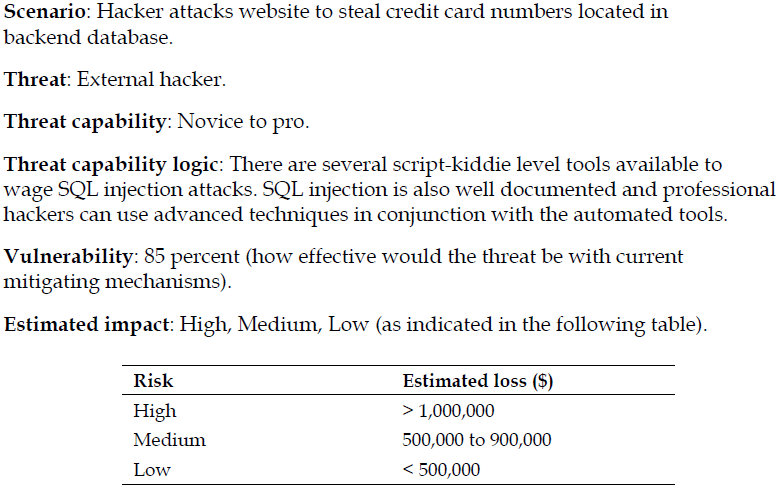 Scenario: Hacker attacks website to steal credit card numbers located in
backend database.
Threat: External hacker.
Threat capability: Novice to pro.
Threat capability logic: There are several script-kiddie level tools available to
wage SQL injection attacks. SQL injection is also well documented and professional
hackers can use advanced techniques in conjunction with the automated tools.
Vulnerability: 85 percent (how effective would the threat be with current
mitigating mechanisms).
Estimated impact: High, Medium, Low (as indicated in the following table).
Risk Estimated loss ($)
High > 1,000,000
Medium 500,000 to 900,000
Low < 500,000